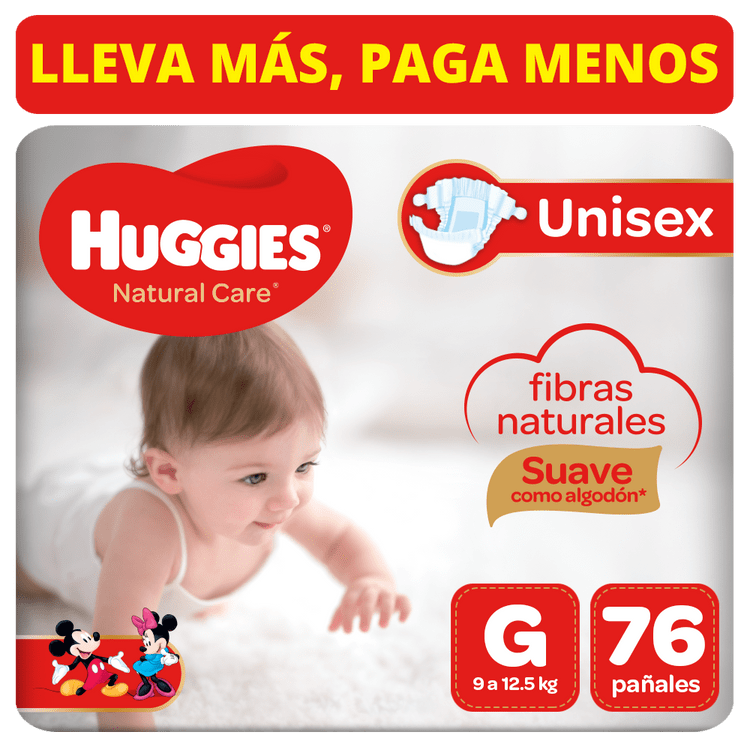 LLEVA MÁS, PAGA MENOS
HUGGIES®
Natural Care®
Unisex
fibras
naturales
Suave
como algodón*
G
9 a 12.5 kg
76
pañales